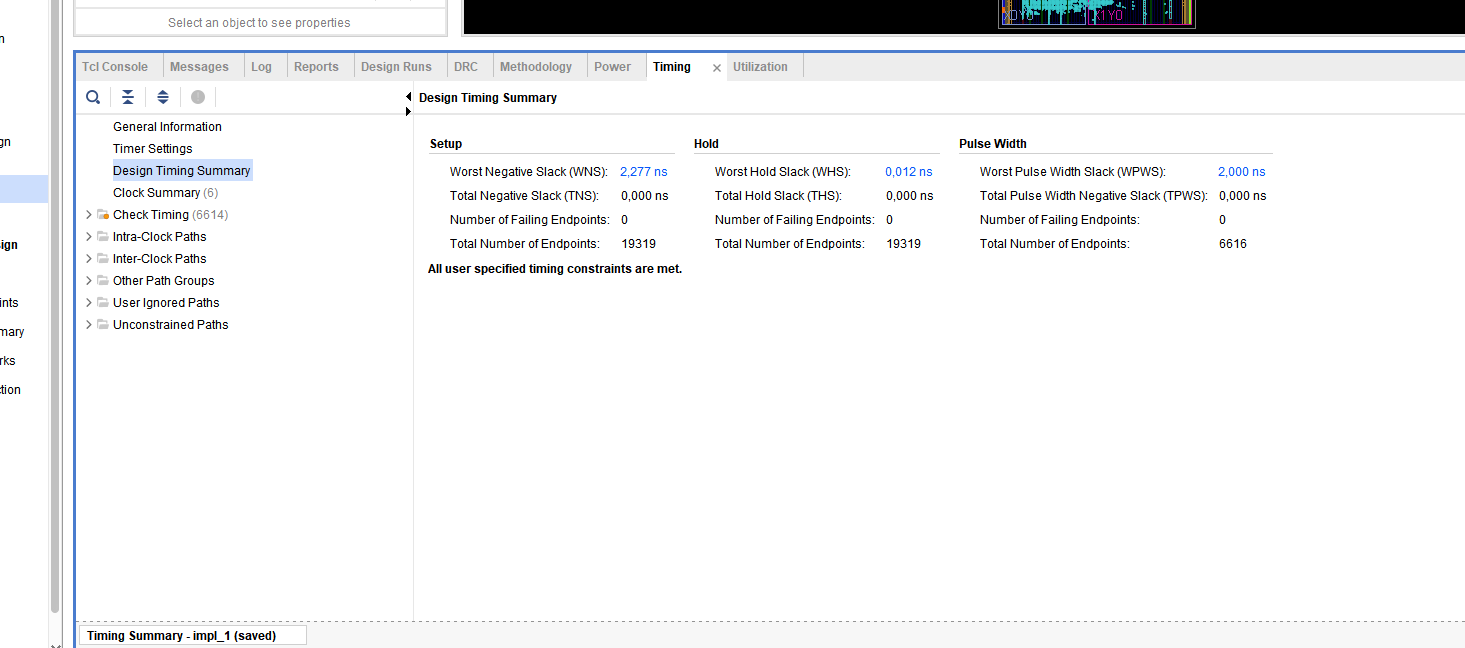 Select an object to see properties
X0Y0 X1Y0
n
gn
ign
ints
mary
rks
ction
Tcl Console Messages Log Reports Design Runs DRC Methodology Power Timing Utilization
Design Timing Summary
General Information
Timer Settings
Design Timing Summary
Clock Summary (6)
Check Timing (6614)
Intra-Clock Paths
Inter-Clock Paths
Other Path Groups
User Ignored Paths
Unconstrained Paths
Setup
Worst Negative Slack (WNS): 2,277 ns
Total Negative Slack (TNS): 0,000 ns
Number of Failing Endpoints: 0
Total Number of Endpoints: 19319
Hold
Worst Hold Slack (WHS): 0,012 ns
Total Hold Slack (THS): 0,000 ns
Number of Failing Endpoints: 0
Total Number of Endpoints: 19319
Pulse Width
Worst Pulse Width Slack (WPWS): 2,000 ns
Total Pulse Width Negative Slack (TPWS): 0,000 ns
Number of Failing Endpoints: 0
Total Number of Endpoints: 6616
All user specified timing constraints are met.
Timing Summary - impl_1 (saved)